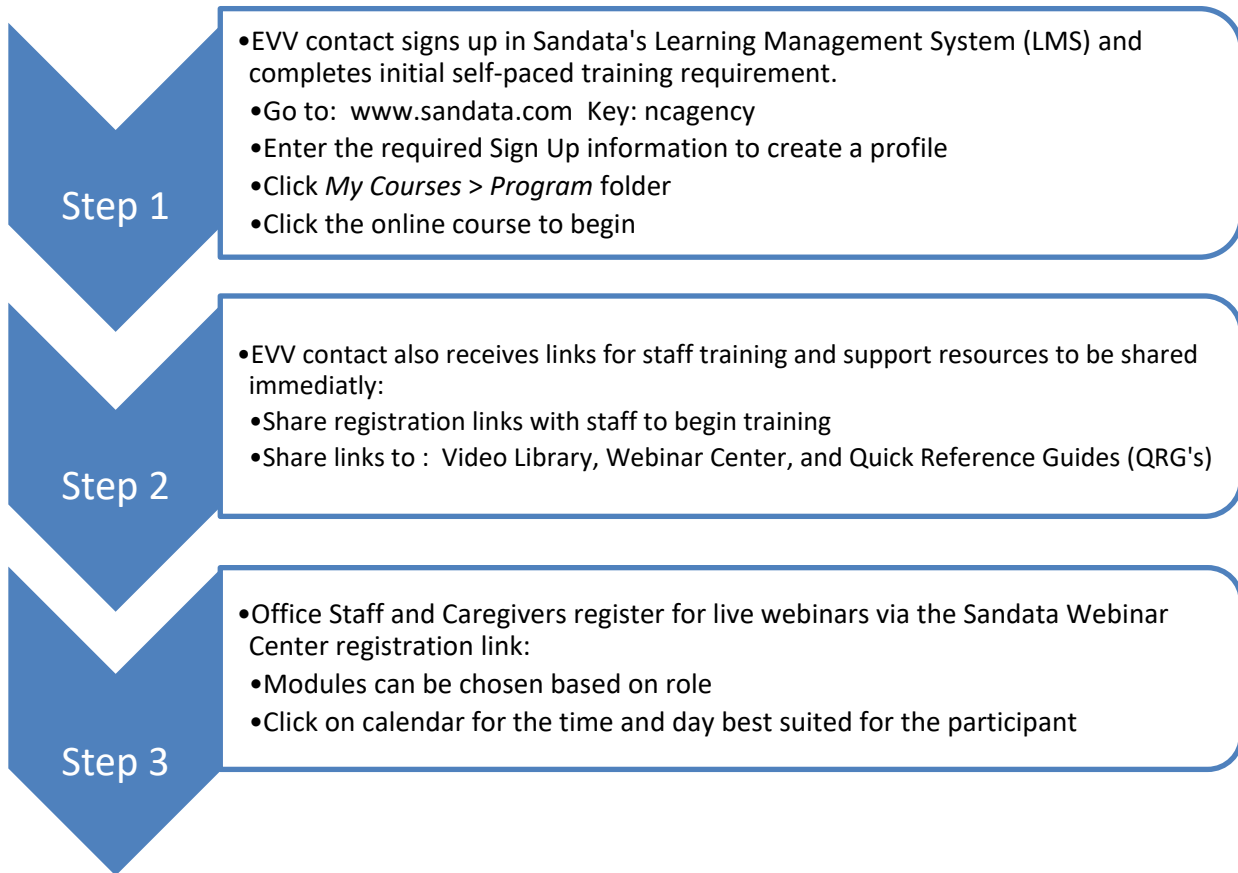 Step 1
•EVV contact signs up in Sandata's Learning Management System (LMS) and
completes initial self-paced training requirement.
•Go to: www.sandata.com Key: ncagency
•Enter the required Sign Up information to create a profile
•Click My Courses > Program folder
•Click the online course to begin
Step 2
•EVV contact also receives links for staff training and support resources to be shared
immediatly:
•Share registration links with staff to begin training
•Share links to : Video Library, Webinar Center, and Quick Reference Guides (QRG's)
Step 3
•Office Staff and Caregivers register for live webinars via the Sandata Webinar
Center registration link:
•Modules can be chosen based on role
•Click on calendar for the time and day best suited for the participant